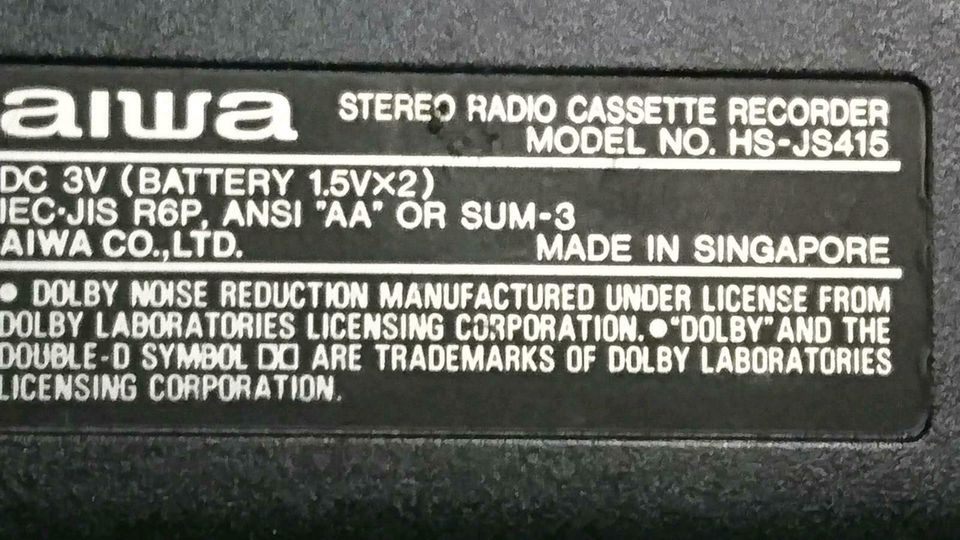 aiwa STEREO RADIO CASSETTE RECORDER
MODEL NO. HS-JS415
DC 3V (BATTERY 1.5V×2)
IEC·JIS R6P, ANSI "AA" OR SUM-3
AIWA CO.,LTD. MADE IN SINGAPORE
● DOLBY NOISE REDUCTION MANUFACTURED UNDER LICENSE FROM
DOLBY LABORATORIES LICENSING CORPORATION. ●"DOLBY" AND THE
DOUBLE-D SYMBOL ARE TRADEMARKS OF DOLBY LABORATORIES
LICENSING CORPORATION.